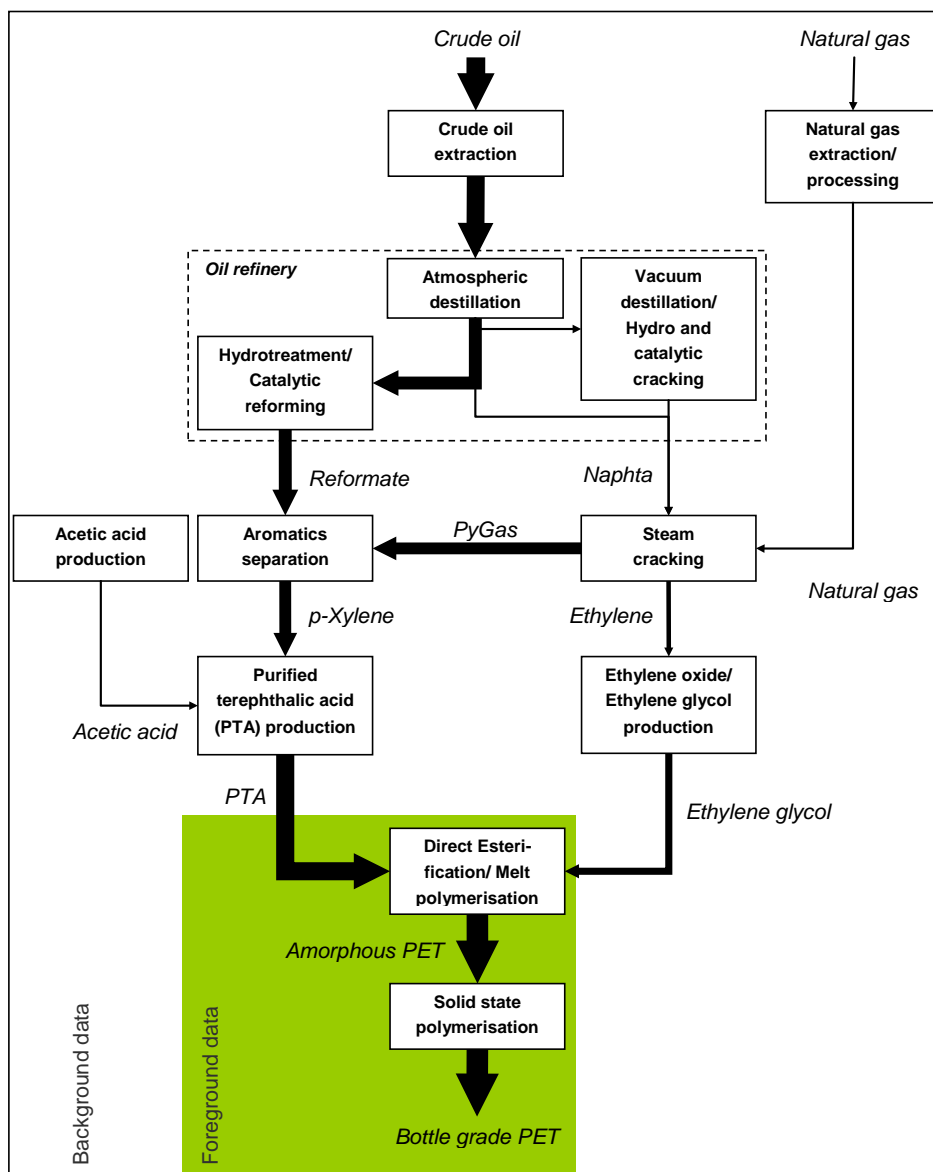 Crude oil
Natural gas
Crude oil
extraction
Natural gas
extraction/
processing
Oil refinery
Atmospheric
destillation
Vacuum
destillation/
Hydro and
catalytic
cracking
Hydrotreatment/
Catalytic
reforming
Reformate
Naphta
Acetic acid
production
Aromatics
separation
PyGas
Steam
cracking
Natural gas
p-Xylene
Ethylene
Purified
terephthalic acid
(PTA) production
Ethylene oxide/
Ethylene glycol
production
Acetic acid
PTA
Ethylene glycol
Direct Esteri-
fication/ Melt
polymerisation
Amorphous PET
Solid state
polymerisation
Bottle grade PET
Background data
Foreground data